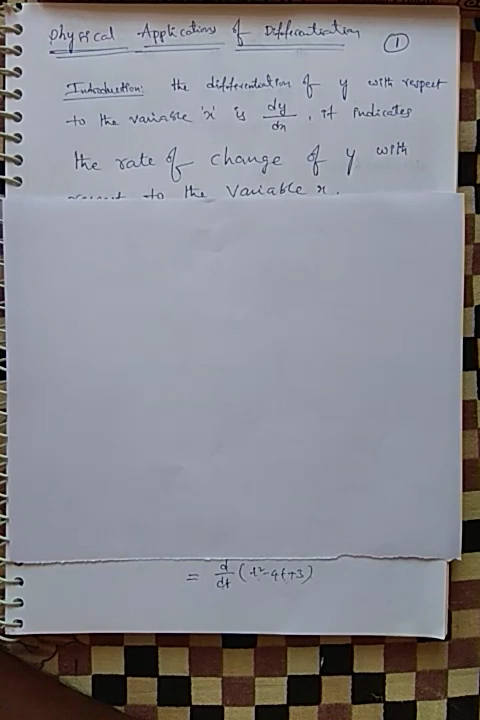 Physical Applications of Differentiation ①
Introduction: the differentiation of y with respect
to the variable 'x' is dy/dx, it indicates
the rate of change of y with
to the variable x.
= d/dt (t²-4t+3)